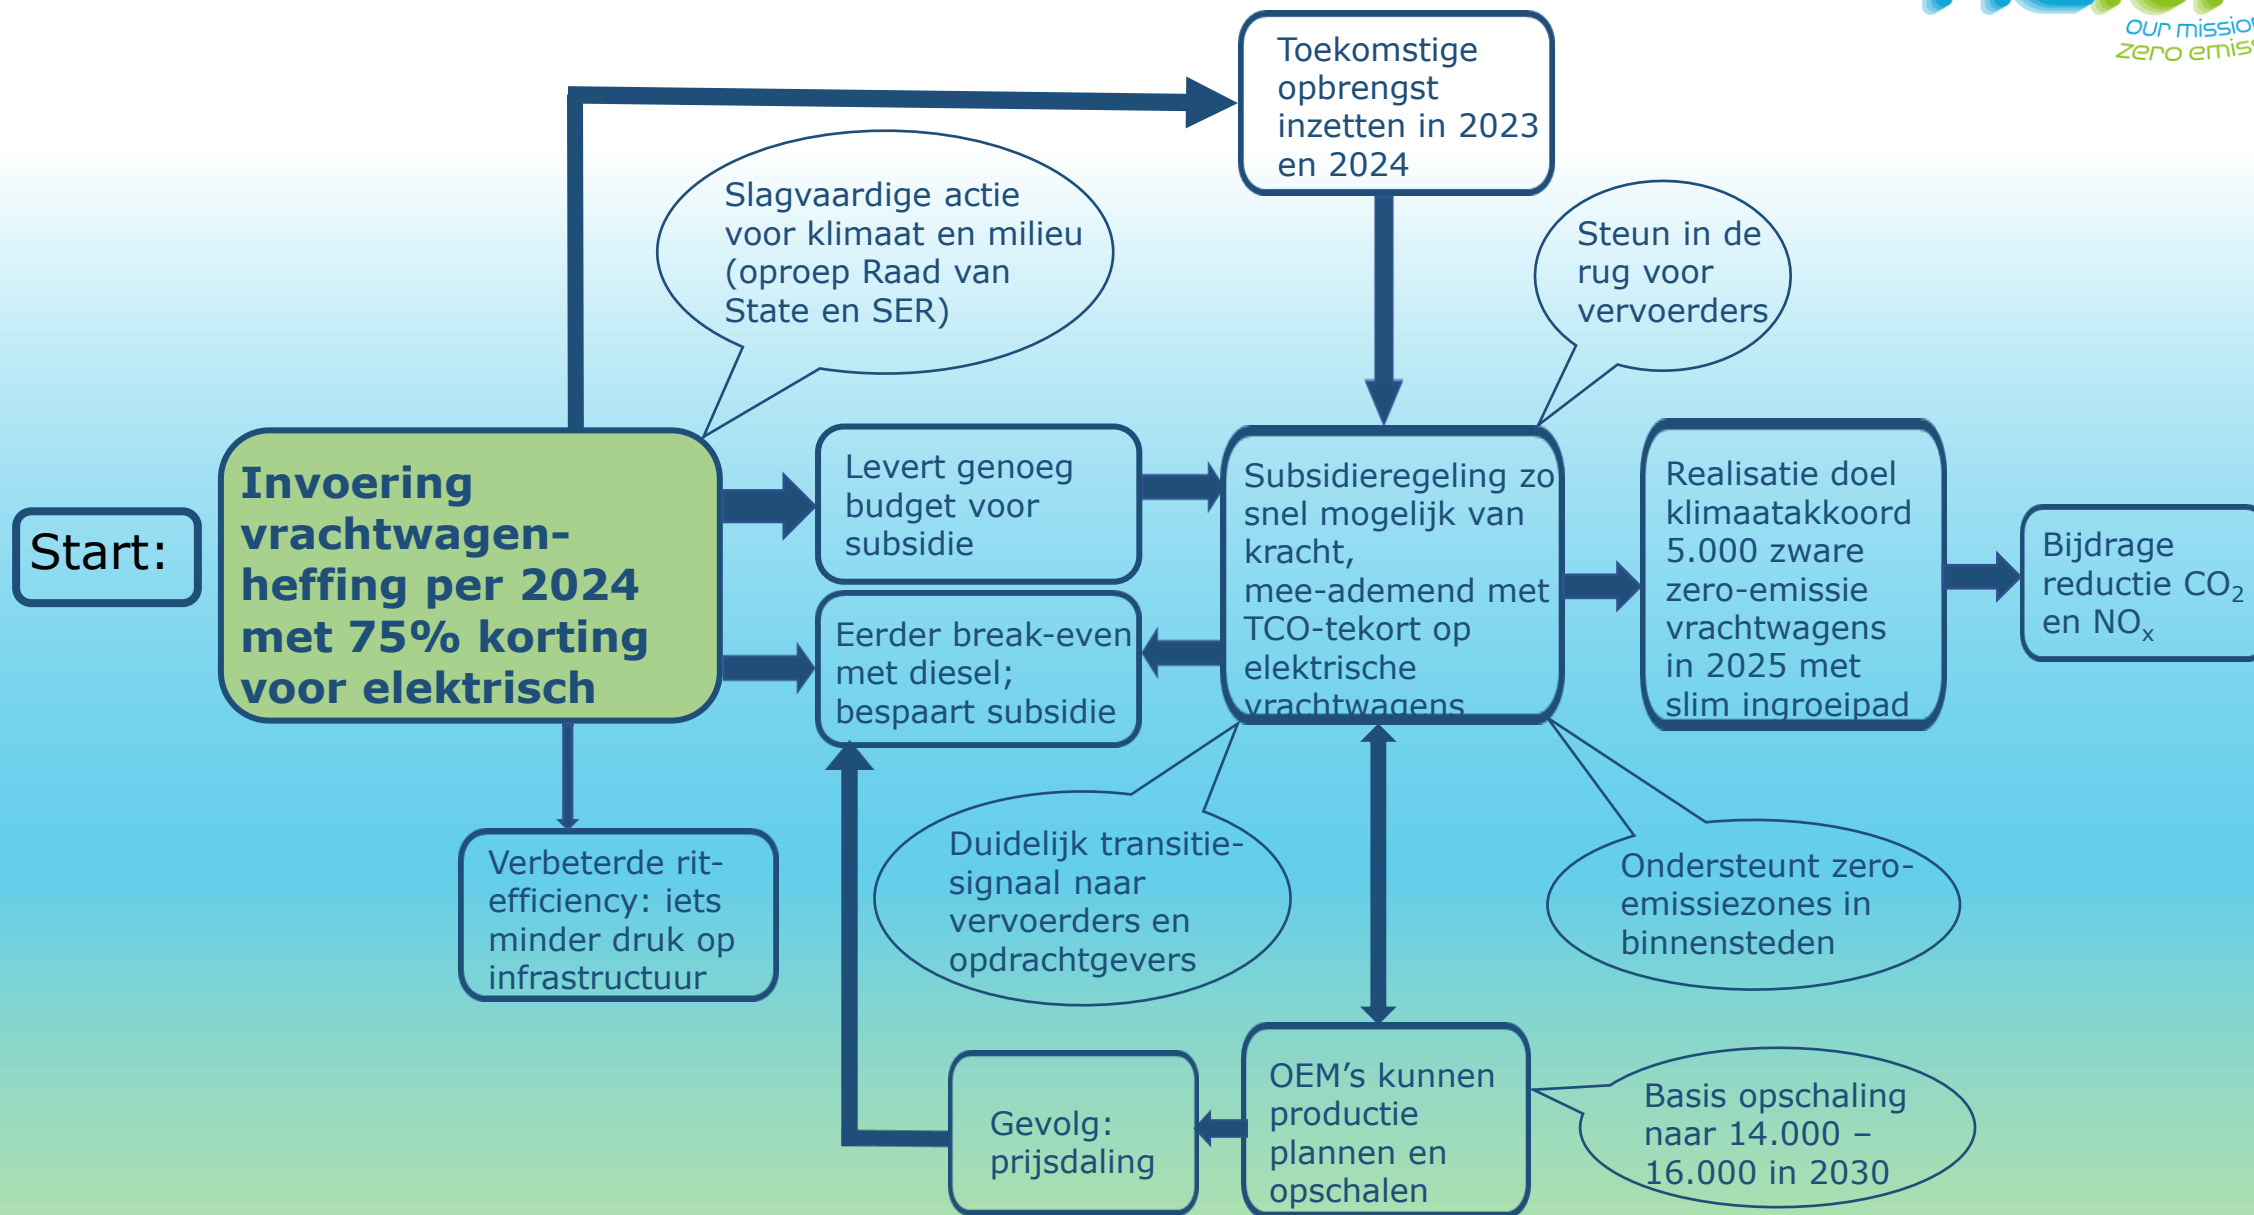 our mission
zero emiss
Toekomstige
opbrengst
inzetten in 2023
en 2024
Slagvaardige actie
voor klimaat en milieu
(oproep Raad van
State en SER)
Steun in de
rug voor
vervoerders
Start:
Invoering
vrachtwagen-
heffing per 2024
met 75% korting
voor elektrisch
Levert genoeg
budget voor
subsidie
Eerder break-even
met diesel;
bespaart subsidie
Subsidieregeling zo
snel mogelijk van
kracht,
mee-ademend met
TCO-tekort op
elektrische
vrachtwagens
Realisatie doel
klimaatakkoord
5.000 zware
zero-emissie
vrachtwagens
in 2025 met
slim ingroeipad
Bijdrage
reductie CO₂
en NOₓ
Verbeterde rit-
efficiency: iets
minder druk op
infrastructuur
Duidelijk transitie-
signaal naar
vervoerders en
opdrachtgevers
Ondersteunt zero-
emissiezones in
binnensteden
Gevolg:
prijsdaling
OEM’s kunnen
productie
plannen en
opschalen
Basis opschaling
naar 14.000 –
16.000 in 2030